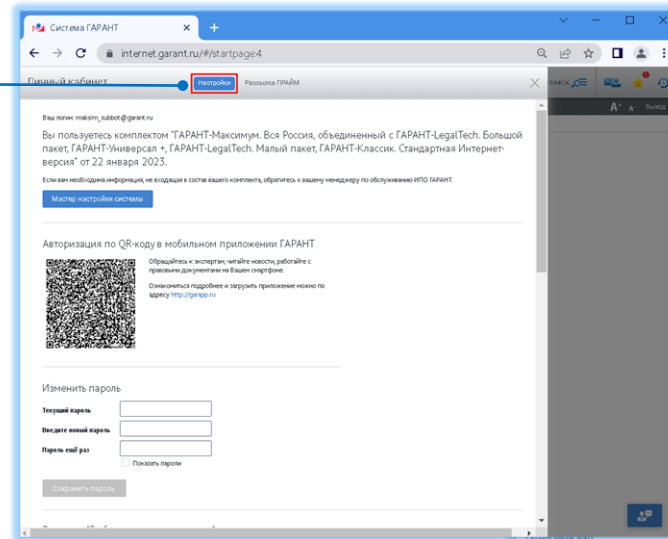 Система ГАРАНТ
internet.garant.ru/#/startpage:4
Личный кабинет
Настройки
Рассылка ПРАЙМ
поиск
A⁺ A⁻ Выход
Ваш логин: maksim_subbot@garant.ru
Вы пользуетесь комплектом "ГАРАНТ-Максимум. Вся Россия, объединенный с ГАРАНТ-LegalTech. Большой
пакет, ГАРАНТ-Универсал +, ГАРАНТ-LegalTech. Малый пакет, ГАРАНТ-Классик. Стандартная Интернет-
версия" от 22 января 2023.
Если вам необходима информация, не входящая в состав вашего комплекта, обратитесь к вашему менеджеру по обслуживанию ИПО ГАРАНТ.
Мастер настройки системы
Авторизация по QR-коду в мобильном приложении ГАРАНТ
Обращайтесь к экспертам, читайте новости, работайте с
правовыми документами на Вашем смартфоне.
Ознакомиться подробнее и загрузить приложение можно по
адресу http://garapp.ru
Изменить пароль
Текущий пароль
Введите новый пароль
Пароль ещё раз
Показать пароли
Сохранить пароль